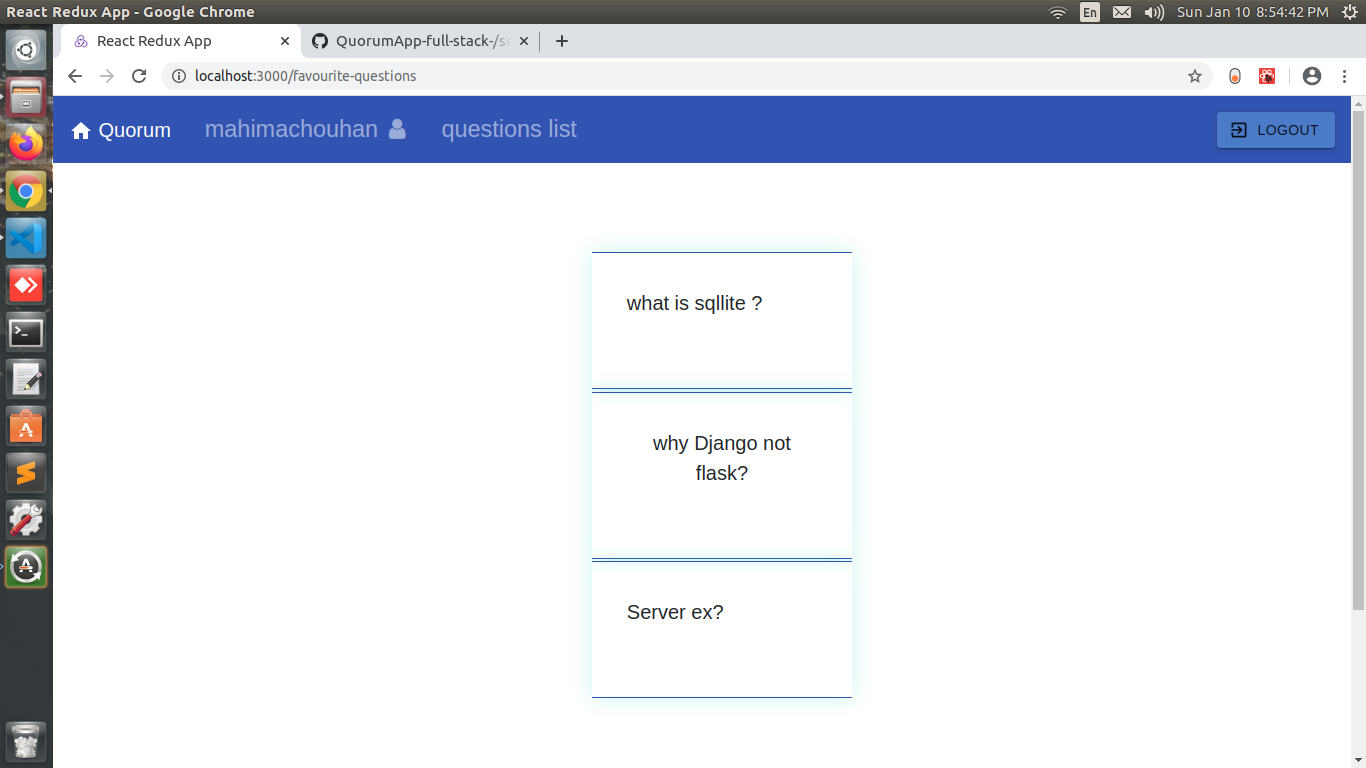 React Redux App - Google Chrome
En
Sun Jan 10 8:54:42 PM
React Redux App
QuorumApp-full-stack-/
localhost:3000/favourite-questions
Quorum
mahimachouhan
questions list
LOGOUT
what is sqllite ?
why Django not
flask?
Server ex?